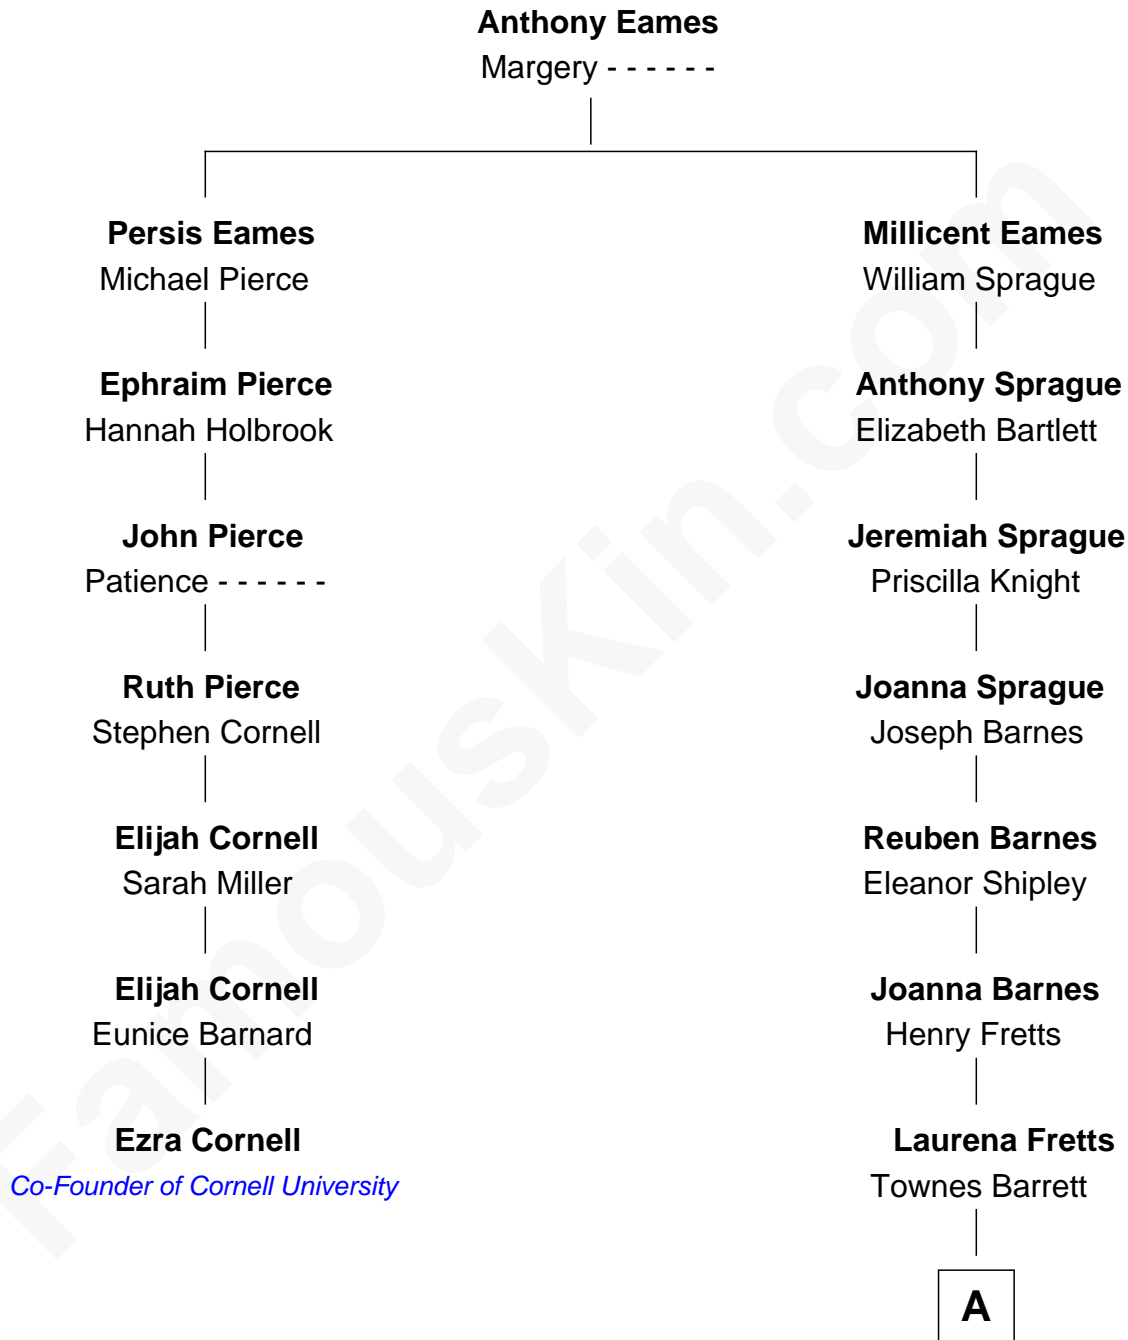 Anthony Eames
Margery - - - - - -
Persis Eames
Michael Pierce
Millicent Eames
William Sprague
Ephraim Pierce
Hannah Holbrook
Anthony Sprague
Elizabeth Bartlett
John Pierce
Patience - - - - - -
Jeremiah Sprague
Priscilla Knight
Ruth Pierce
Stephen Cornell
Joanna Sprague
Joseph Barnes
Elijah Cornell
Sarah Miller
Reuben Barnes
Eleanor Shipley
Elijah Cornell
Eunice Barnard
Joanna Barnes
Henry Fretts
Ezra Cornell
Co-Founder of Cornell University
Laurena Fretts
Townes Barrett
A
FamousKin.com